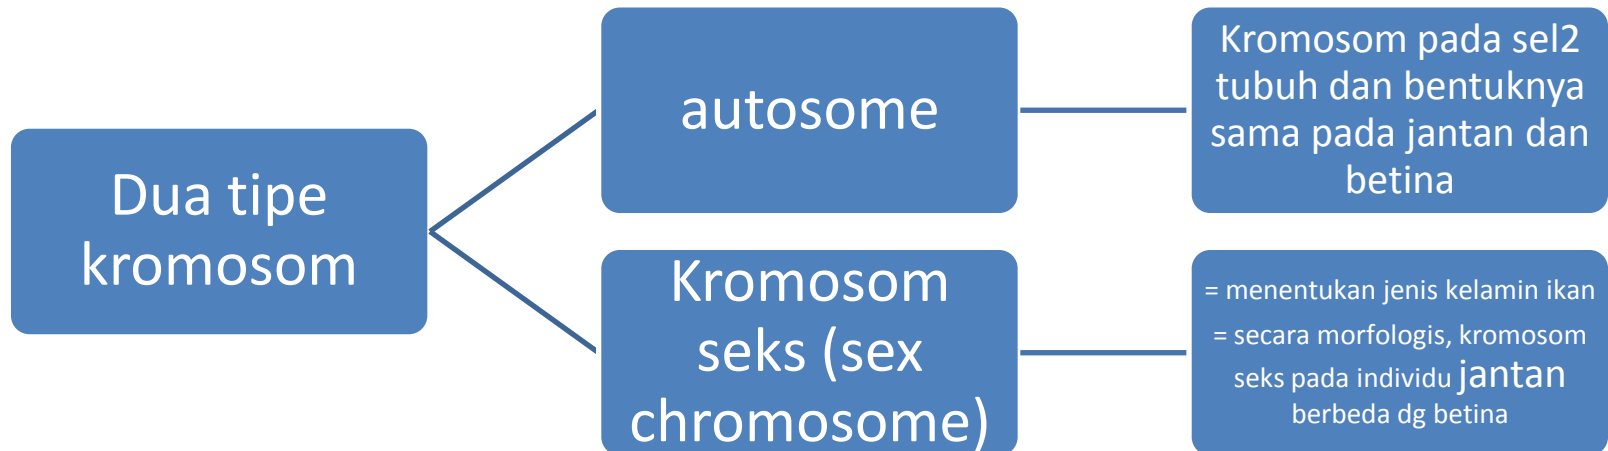 Dua tipe
kromosom
autosome
Kromosom pada sel2
tubuh dan bentuknya
sama pada jantan dan
betina
Kromosom
seks (sex
chromosome)
= menentukan jenis kelamin ikan
= secara morfologis, kromosom
seks pada individu jantan
berbeda dg betina